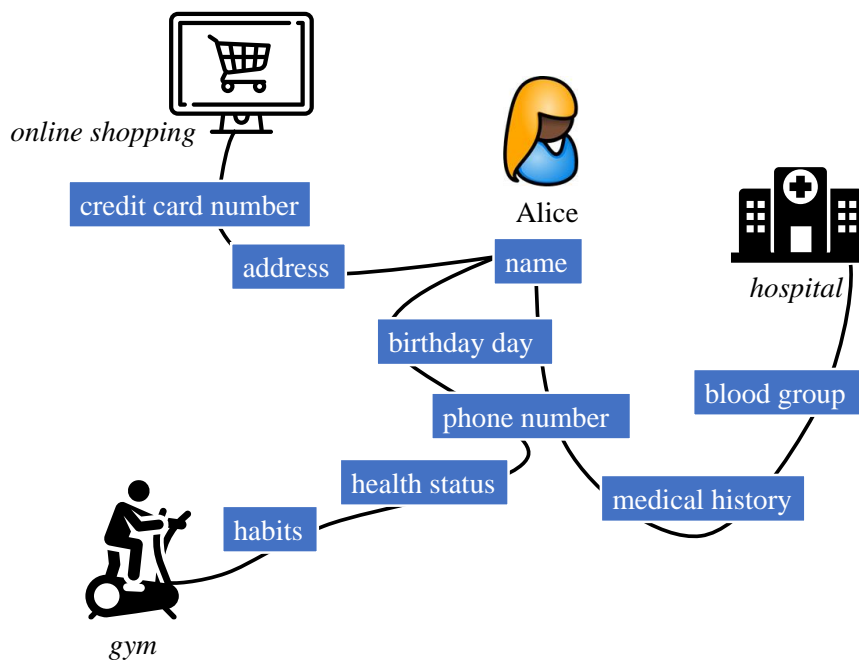 online shopping
credit card number
Alice
address
name
hospital
birthday day
blood group
phone number
health status
medical history
habits
gym